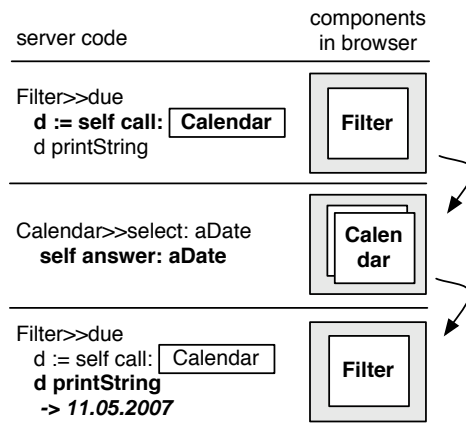 server code
components
in browser
Filter>>due
d := self call: Calendar
d printString
Filter
Calendar>>select: aDate
self answer: aDate
Calen
dar
Filter>>due
d := self call: Calendar
d printString
-> 11.05.2007
Filter